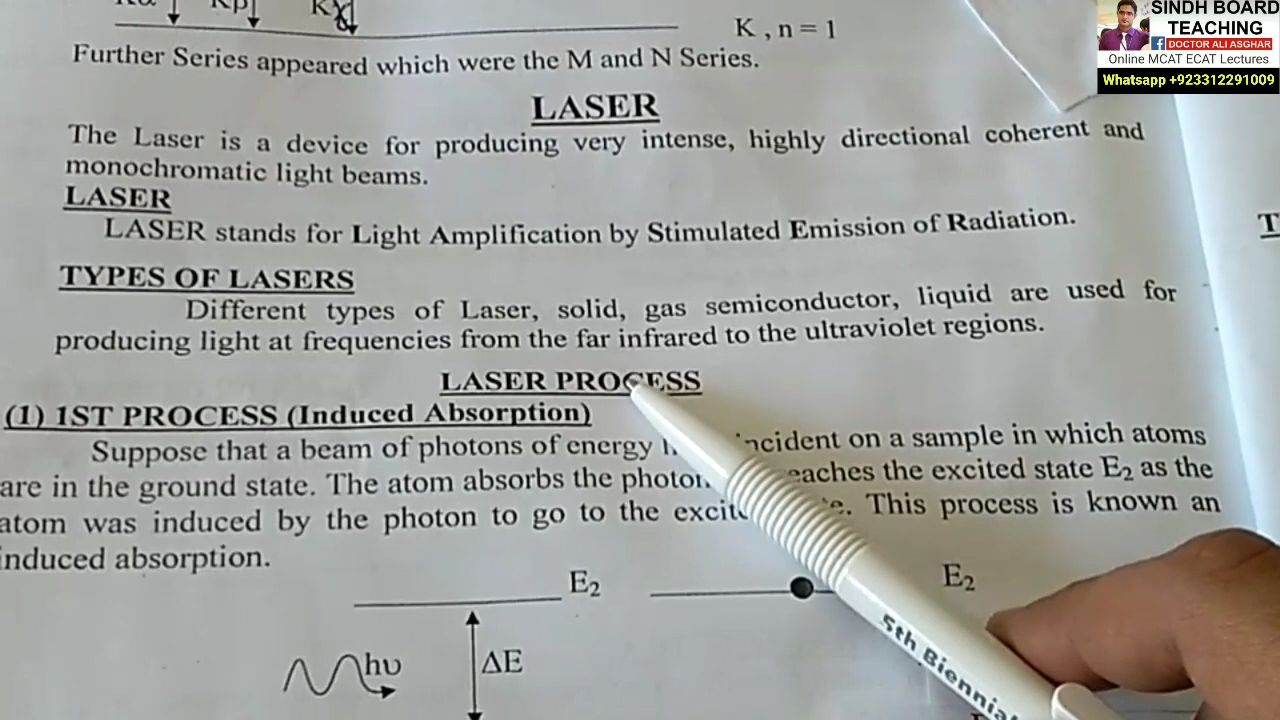 K , n = 1
Further Series appeared which were the M and N Series.
LASER
The Laser is a device for producing very intense, highly directional coherent and
monochromatic light beams.
LASER
LASER stands for Light Amplification by Stimulated Emission of Radiation.
TYPES OF LASERS
Different types of Laser, solid, gas semiconductor, liquid are used for
producing light at frequencies from the far infrared to the ultraviolet regions.
LASER PROCESS
(1) 1ST PROCESS (Induced Absorption)
Suppose that a beam of photons of energy incident on a sample in which atoms
are in the ground state. The atom absorbs the photon eaches the excited state E₂ as the
atom was induced by the photon to go to the excite. This process is known an
induced absorption.
E₂
E₂
hυ
ΔE
5th Biennial
SINDH BOARD
TEACHING
DOCTOR ALI ASGHAR
Online MCAT ECAT Lectures
Whatsapp +923312291009